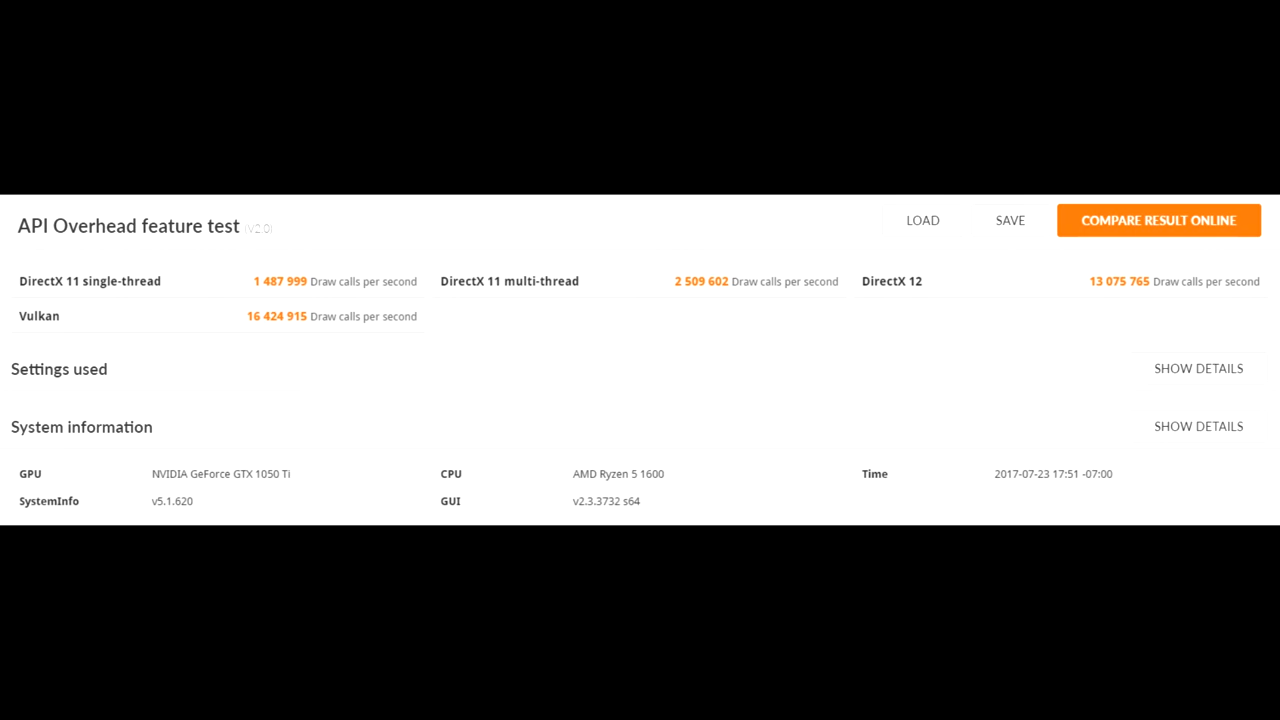 API Overhead feature test (V2.0)
LOAD SAVE COMPARE RESULT ONLINE
DirectX 11 single-thread 1 487 999 Draw calls per second DirectX 11 multi-thread 2 509 602 Draw calls per second DirectX 12 13 075 765 Draw calls per second
Vulkan 16 424 915 Draw calls per second
Settings used SHOW DETAILS
System information SHOW DETAILS
GPU NVIDIA GeForce GTX 1050 Ti CPU AMD Ryzen 5 1600 Time 2017-07-23 17:51 -07:00
SystemInfo v5.1.620 GUI v2.3.3732 s64